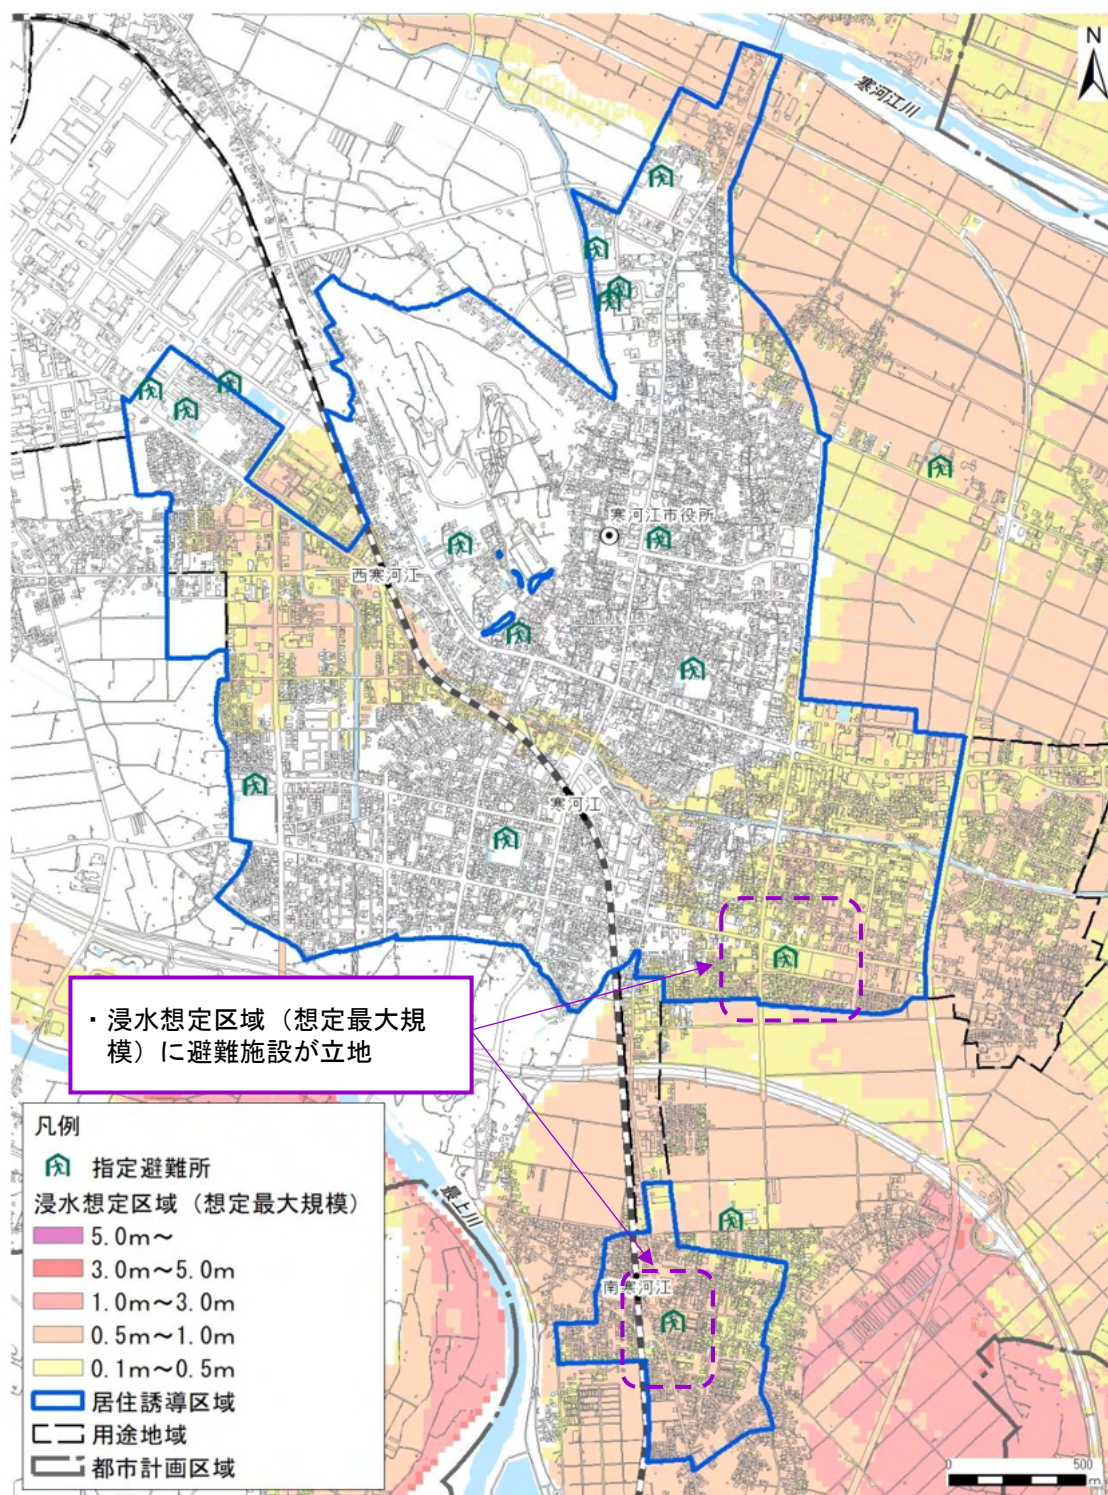 N
寒河江川
寒河江市役所
西寒河江
寒河江
・浸水想定区域（想定最大規
模）に避難施設が立地
最上川
南寒河江
凡例
指定避難所
浸水想定区域（想定最大規模）
5.0m～
3.0m～5.0m
1.0m～3.0m
0.5m～1.0m
0.1m～0.5m
居住誘導区域
用途地域
都市計画区域
0 500
m